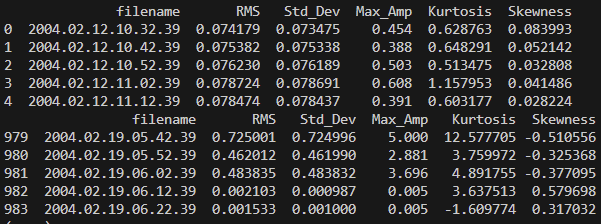 filename RMS Std_Dev Max_Amp Kurtosis Skewness
0 2004.02.12.10.32.39 0.074179 0.073475 0.454 0.628763 0.083993
1 2004.02.12.10.42.39 0.075382 0.075338 0.388 0.648291 0.052142
2 2004.02.12.10.52.39 0.076230 0.076189 0.503 0.513475 0.032808
3 2004.02.12.11.02.39 0.078724 0.078691 0.608 1.157953 0.041486
4 2004.02.12.11.12.39 0.078474 0.078437 0.391 0.603177 0.028224
filename RMS Std_Dev Max_Amp Kurtosis Skewness
979 2004.02.19.05.42.39 0.725001 0.724996 5.000 12.577705 -0.510556
980 2004.02.19.05.52.39 0.462012 0.461990 2.881 3.759972 -0.325368
981 2004.02.19.06.02.39 0.483835 0.483832 3.696 4.891755 -0.377095
982 2004.02.19.06.12.39 0.002103 0.000987 0.005 3.637513 0.579698
983 2004.02.19.06.22.39 0.001533 0.001000 0.005 -1.609774 0.317032